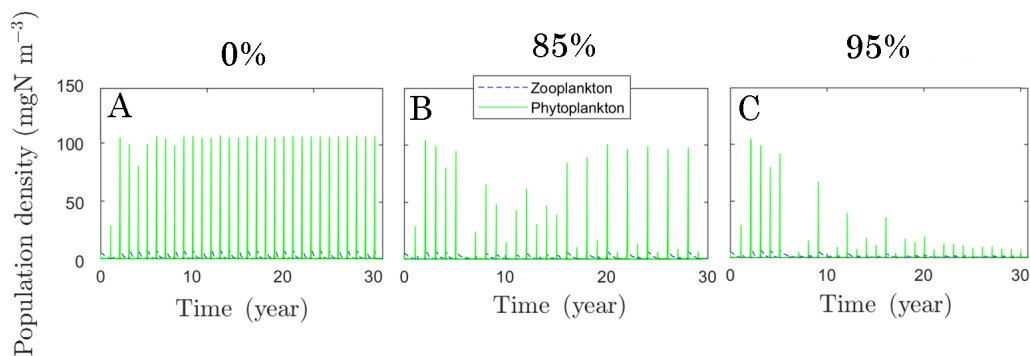 0%
85%
95%
Population density (mgN m⁻³)
150
100
50
0
A
B
C
Zooplankton
Phytoplankton
0 10 20 30
0 10 20 30
0 10 20 30
Time (year)
Time (year)
Time (year)